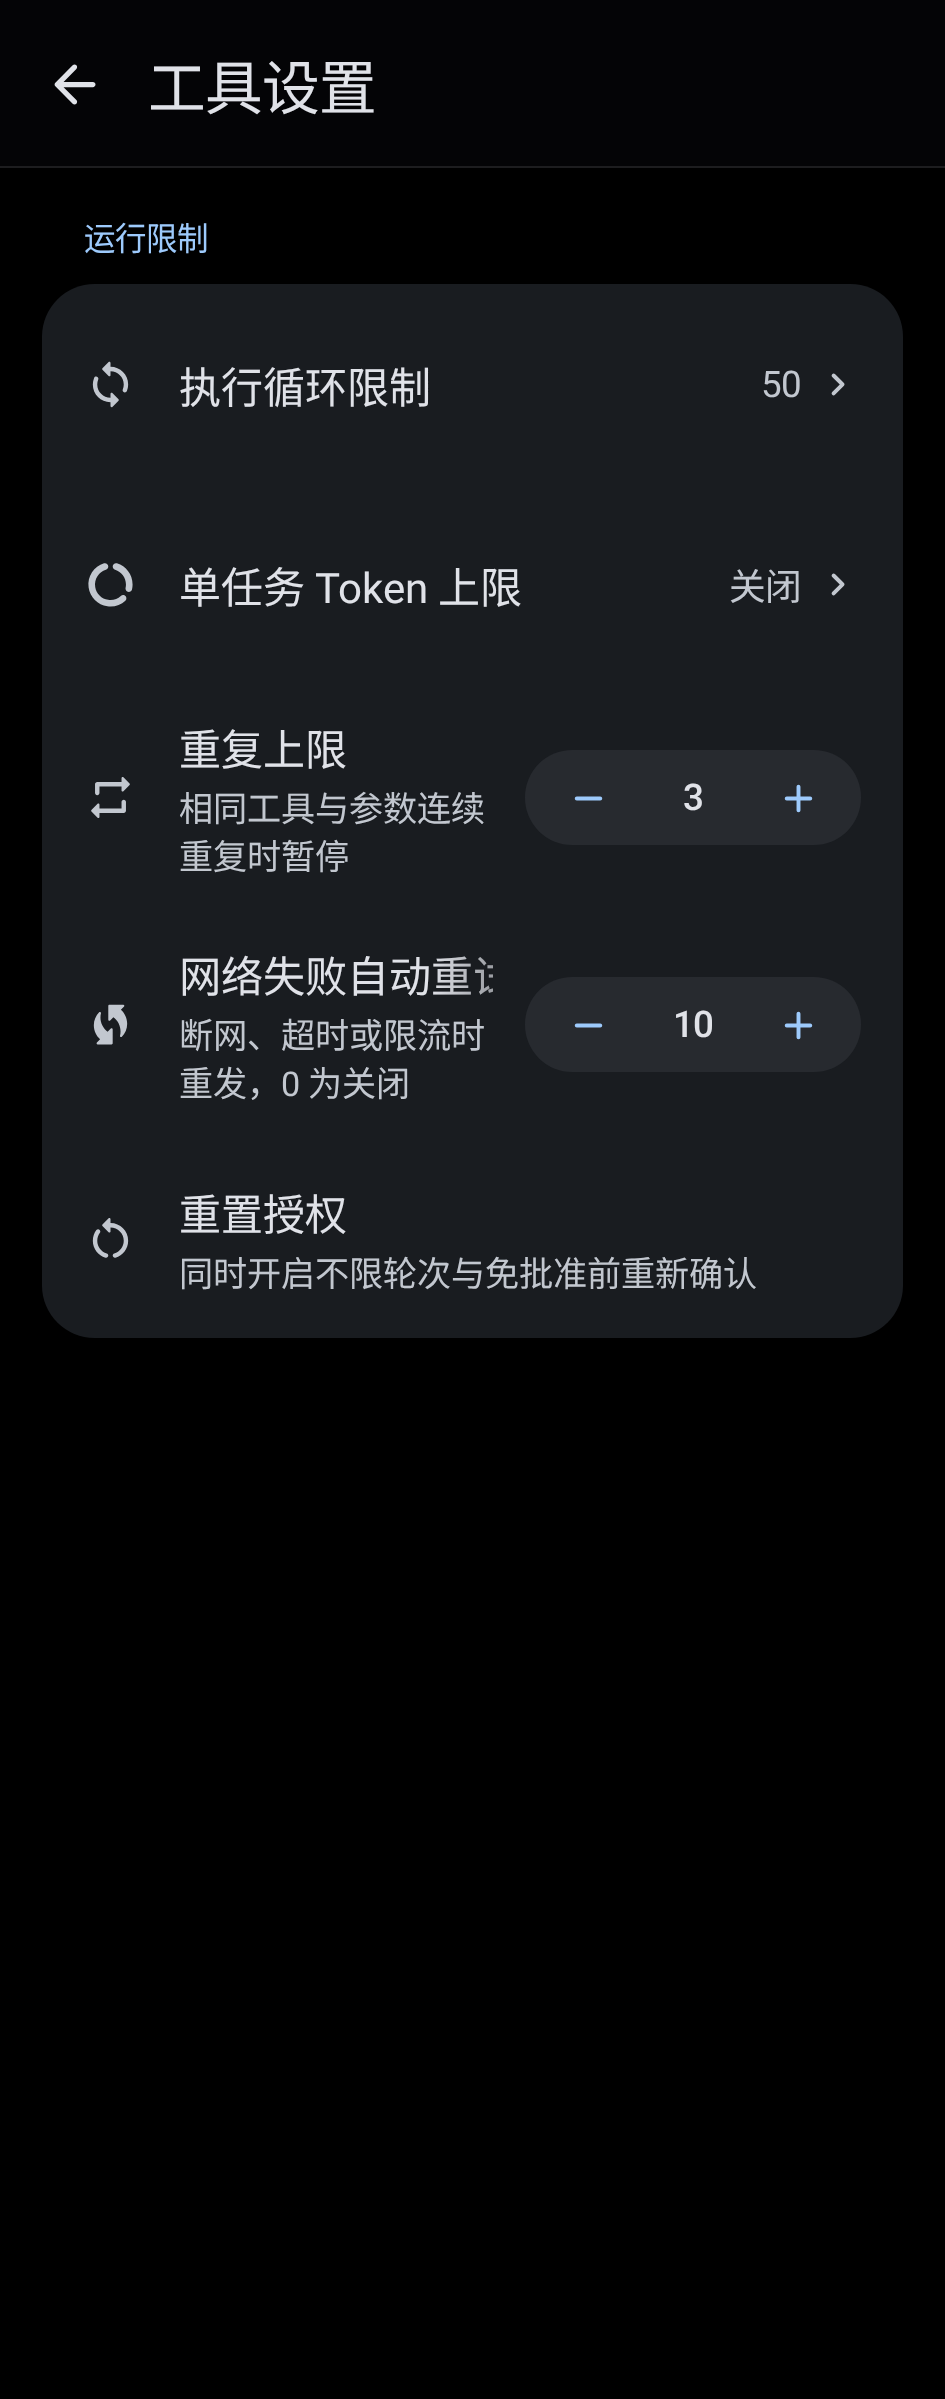 工具设置
运行限制
执行循环限制 50
单任务 Token 上限 关闭
重复上限
相同工具与参数连续
重复时暂停
3
网络失败自动重
断网、超时或限流时
重发，0 为关闭
10
重置授权
同时开启不限轮次与免批准前重新确认